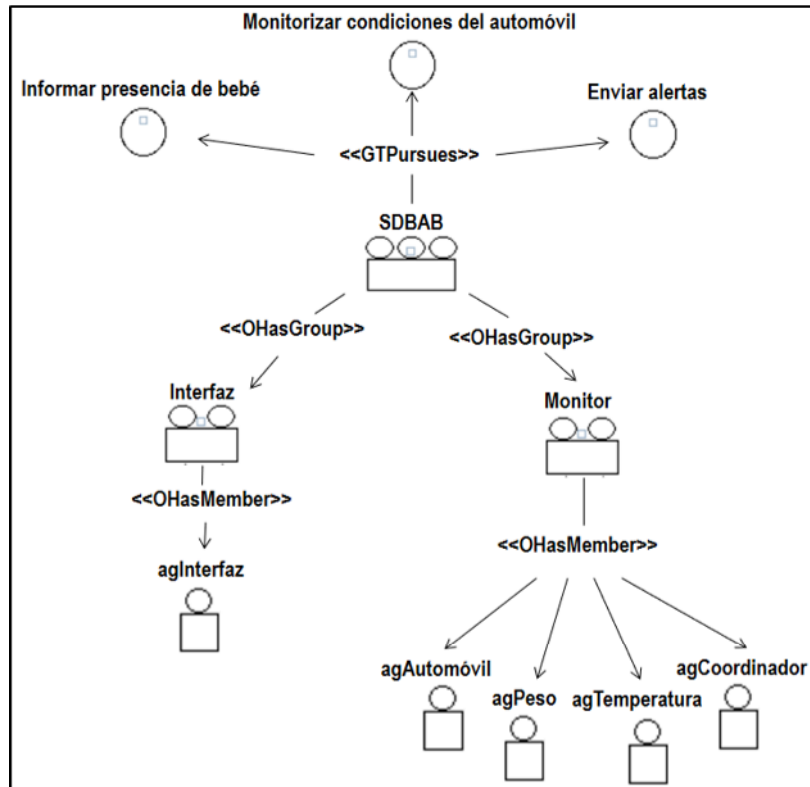 Monitorizar condiciones del automóvil
Informar presencia de bebé
Enviar alertas
<<GTPursues>>
SDBAB
<<OHasGroup>>
<<OHasGroup>>
Interfaz
Monitor
<<OHasMember>>
<<OHasMember>>
agInterfaz
agAutomóvil
agPeso
agTemperatura
agCoordinador